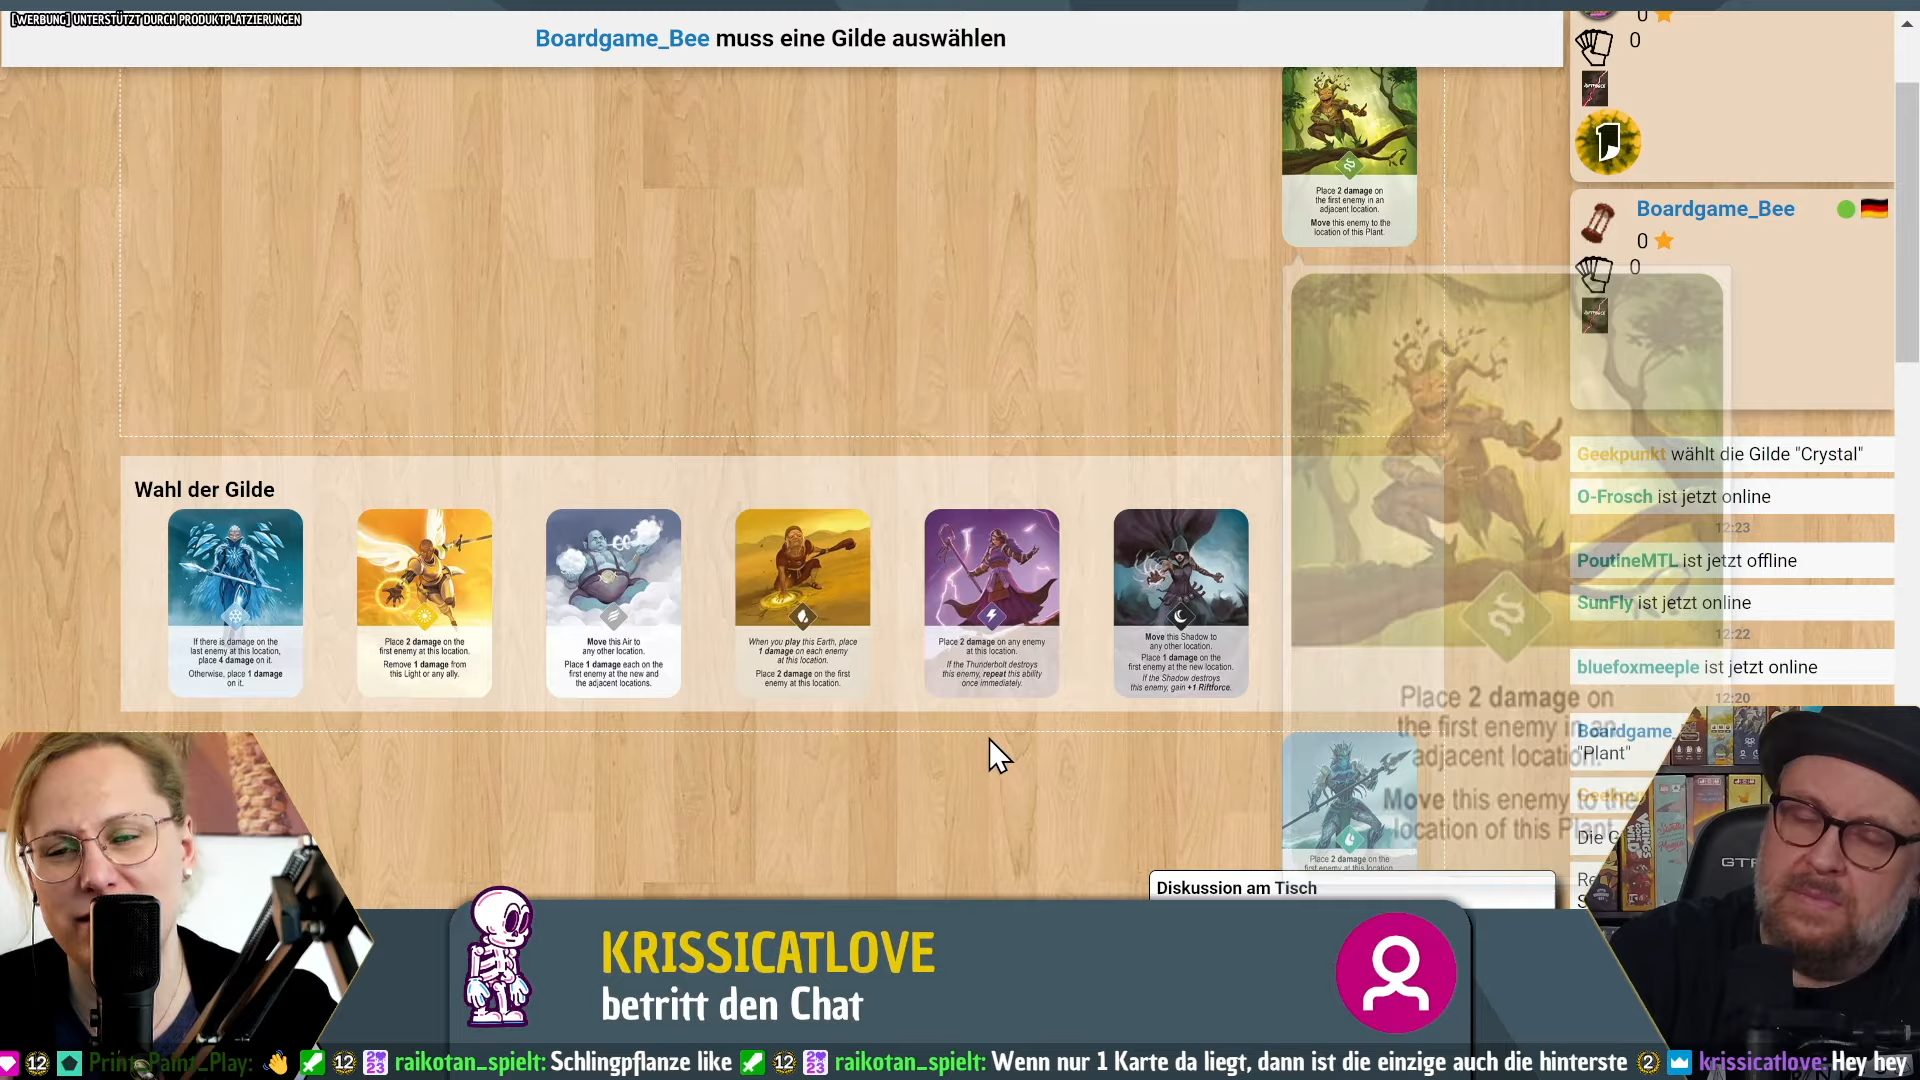 [WERBUNG] UNTERSTÜTZT DURCH PRODUKTPLATZIERUNGEN
Boardgame_Bee muss eine Gilde auswählen
0
0
1
Place 2 damage on
the first enemy in an
adjacent location.
Move this enemy to the
location of this Plant.
Boardgame_Bee
0
0
Geekpunkt wählt die Gilde "Crystal"
O-Frosch ist jetzt online
12:23
PoutineMTL ist jetzt offline
SunFly ist jetzt online
12:22
bluefoxmeeple ist jetzt online
12:20
Boardgame_
"Plant"
Die G
Wahl der Gilde
If there is damage on the
last enemy at this location,
place 4 damage on it.
Otherwise, place 1 damage
on it.
Place 2 damage on the
first enemy at this location.
Remove 1 damage from
this Light or any ally.
Move this Air to
any other location.
Place 1 damage each on the
first enemy at the new and
the adjacent locations.
When you play this Earth, place
1 damage on each enemy
at this location.
Place 2 damage on the first
enemy at this location.
Place 2 damage on any enemy
at this location.
If the Thunderbolt destroys
this enemy, repeat this ability
once immediately.
Move this Shadow to
any other location.
Place 1 damage on the
first enemy at the new location.
If the Shadow destroys
this enemy, gain +1 Riftforce.
Place 2 damage on
the first enemy in an
adjacent location.
Move this enemy to the
location of this Plant.
Place 2 damage on the
first enemy at this location
Diskussion am Tisch
KRISSICATLOVE
betritt den Chat
12 Print_Paint_Play: 12 raikotan_spielt: Schlingpflanze like 12 raikotan_spielt: Wenn nur 1 Karte da liegt, dann ist die einzige auch die hinterste 2 krissicatlove: Hey hey